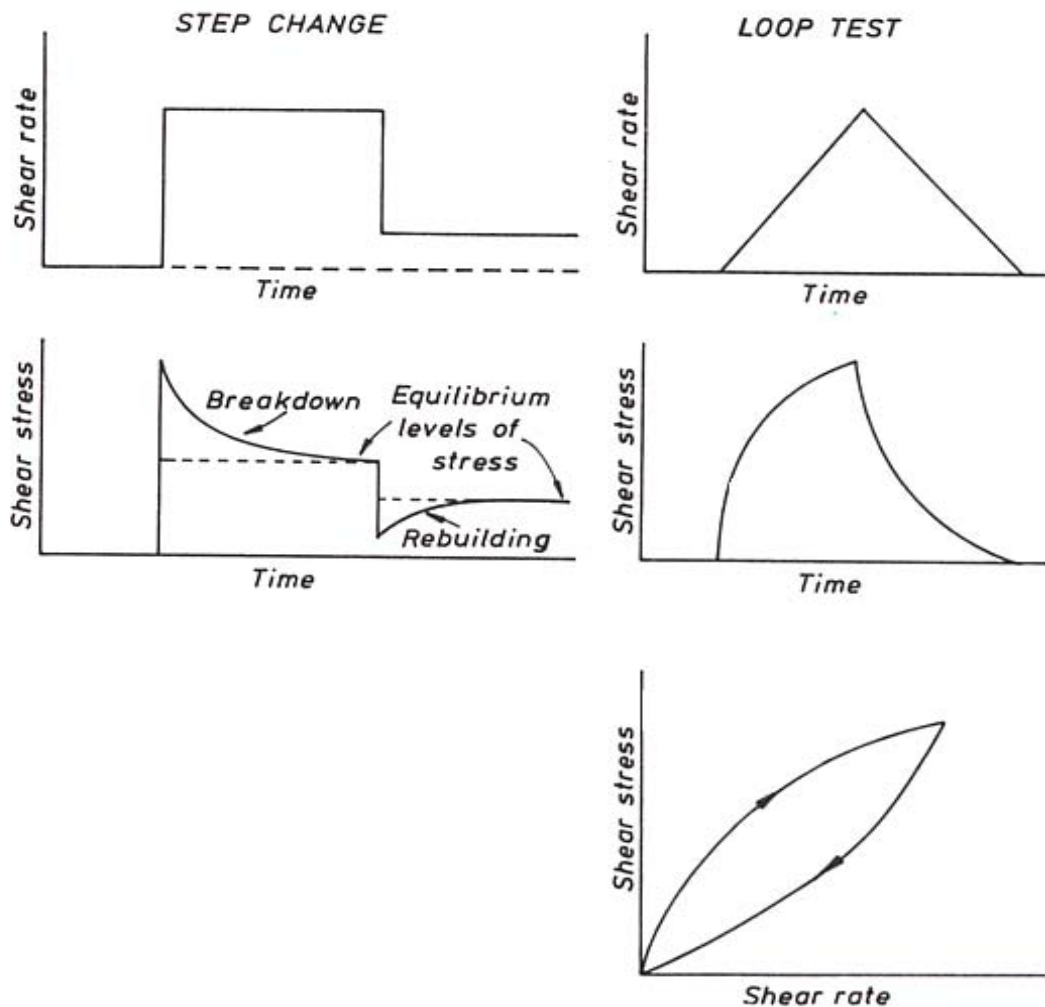 STEP CHANGE
Shear rate
Time
Shear stress
Breakdown
Equilibrium
levels of
stress
Rebuilding
Time
LOOP TEST
Shear rate
Time
Shear stress
Time
Shear stress
Shear rate